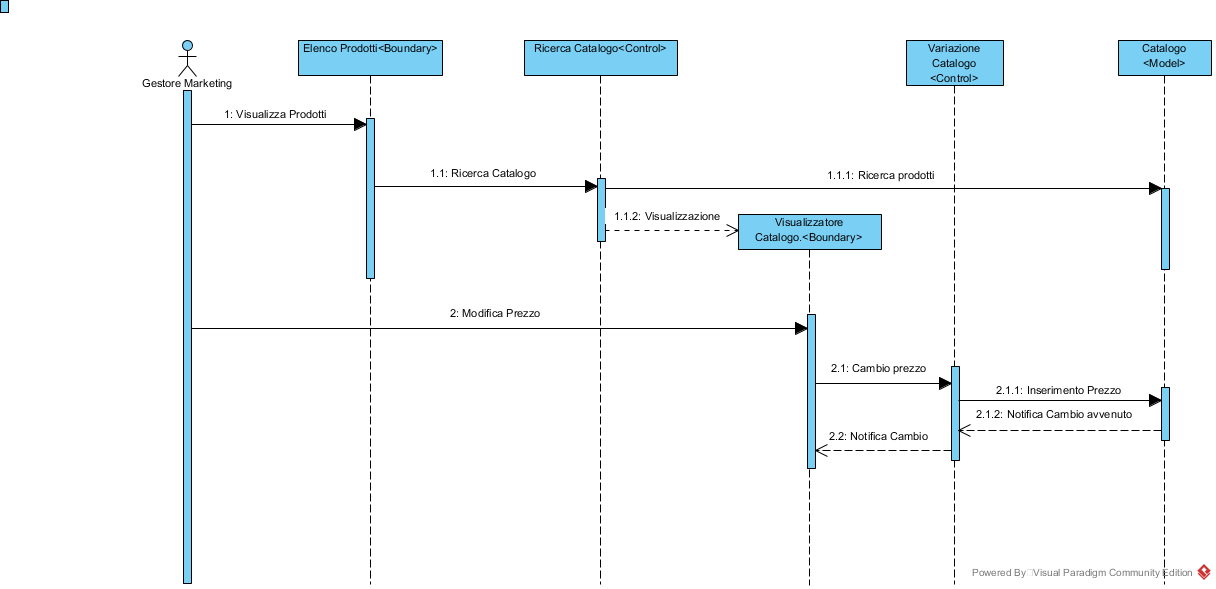 Gestore Marketing
Elenco Prodotti<Boundary>
Ricerca Catalogo<Control>
Variazione
Catalogo
<Control>
Catalogo
<Model>
1: Visualizza Prodotti
1.1: Ricerca Catalogo
1.1.1: Ricerca prodotti
1.1.2: Visualizzazione
Visualizzatore
Catalogo.<Boundary>
2: Modifica Prezzo
2.1: Cambio prezzo
2.1.1: Inserimento Prezzo
2.1.2: Notifica Cambio avvenuto
2.2: Notifica Cambio
Powered By Visual Paradigm Community Edition